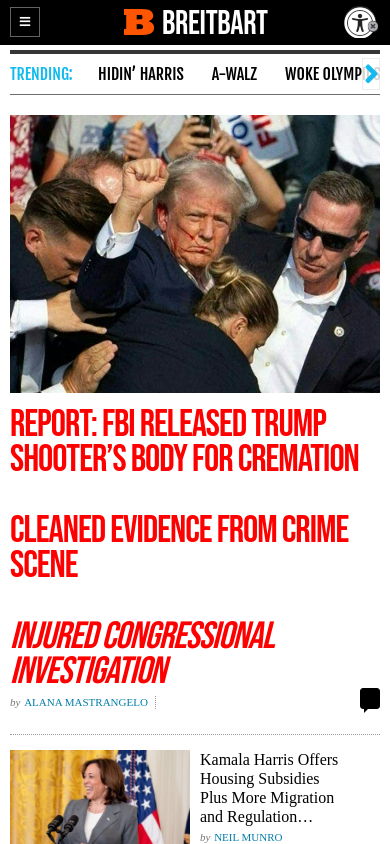 BREITBART
TRENDING: HIDIN’ HARRIS A-WALZ WOKE OLYMP
REPORT: FBI RELEASED TRUMP
SHOOTER’S BODY FOR CREMATION
CLEANED EVIDENCE FROM CRIME
SCENE
INJURED CONGRESSIONAL
INVESTIGATION
by ALANA MASTRANGELO
Kamala Harris Offers
Housing Subsidies
Plus More Migration
and Regulation…
by NEIL MUNRO